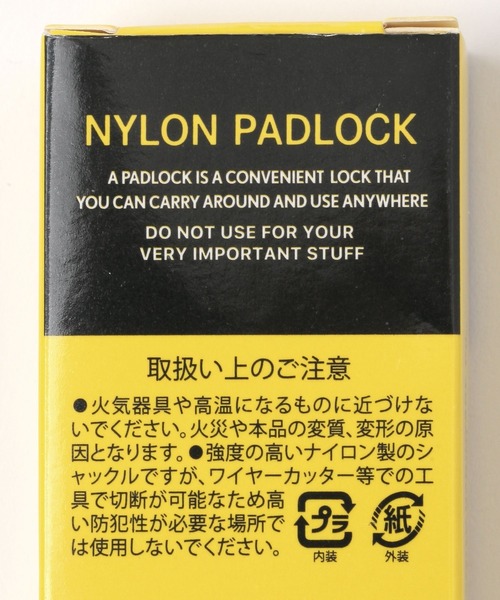 NYLON PADLOCK
A PADLOCK IS A CONVENIENT LOCK THAT
YOU CAN CARRY AROUND AND USE ANYWHERE
DO NOT USE FOR YOUR
VERY IMPORTANT STUFF
取扱い上のご注意
●火気器具や高温になるものに近づけな
いでください。火災や本品の変質、変形の原
因となります。●強度の高いナイロン製のシ
ャックルですが、ワイヤーカッター等での工
具で切断が可能なため高
い防犯性が必要な場所で
は使用しないでください。
プラ
内装
紙
外装